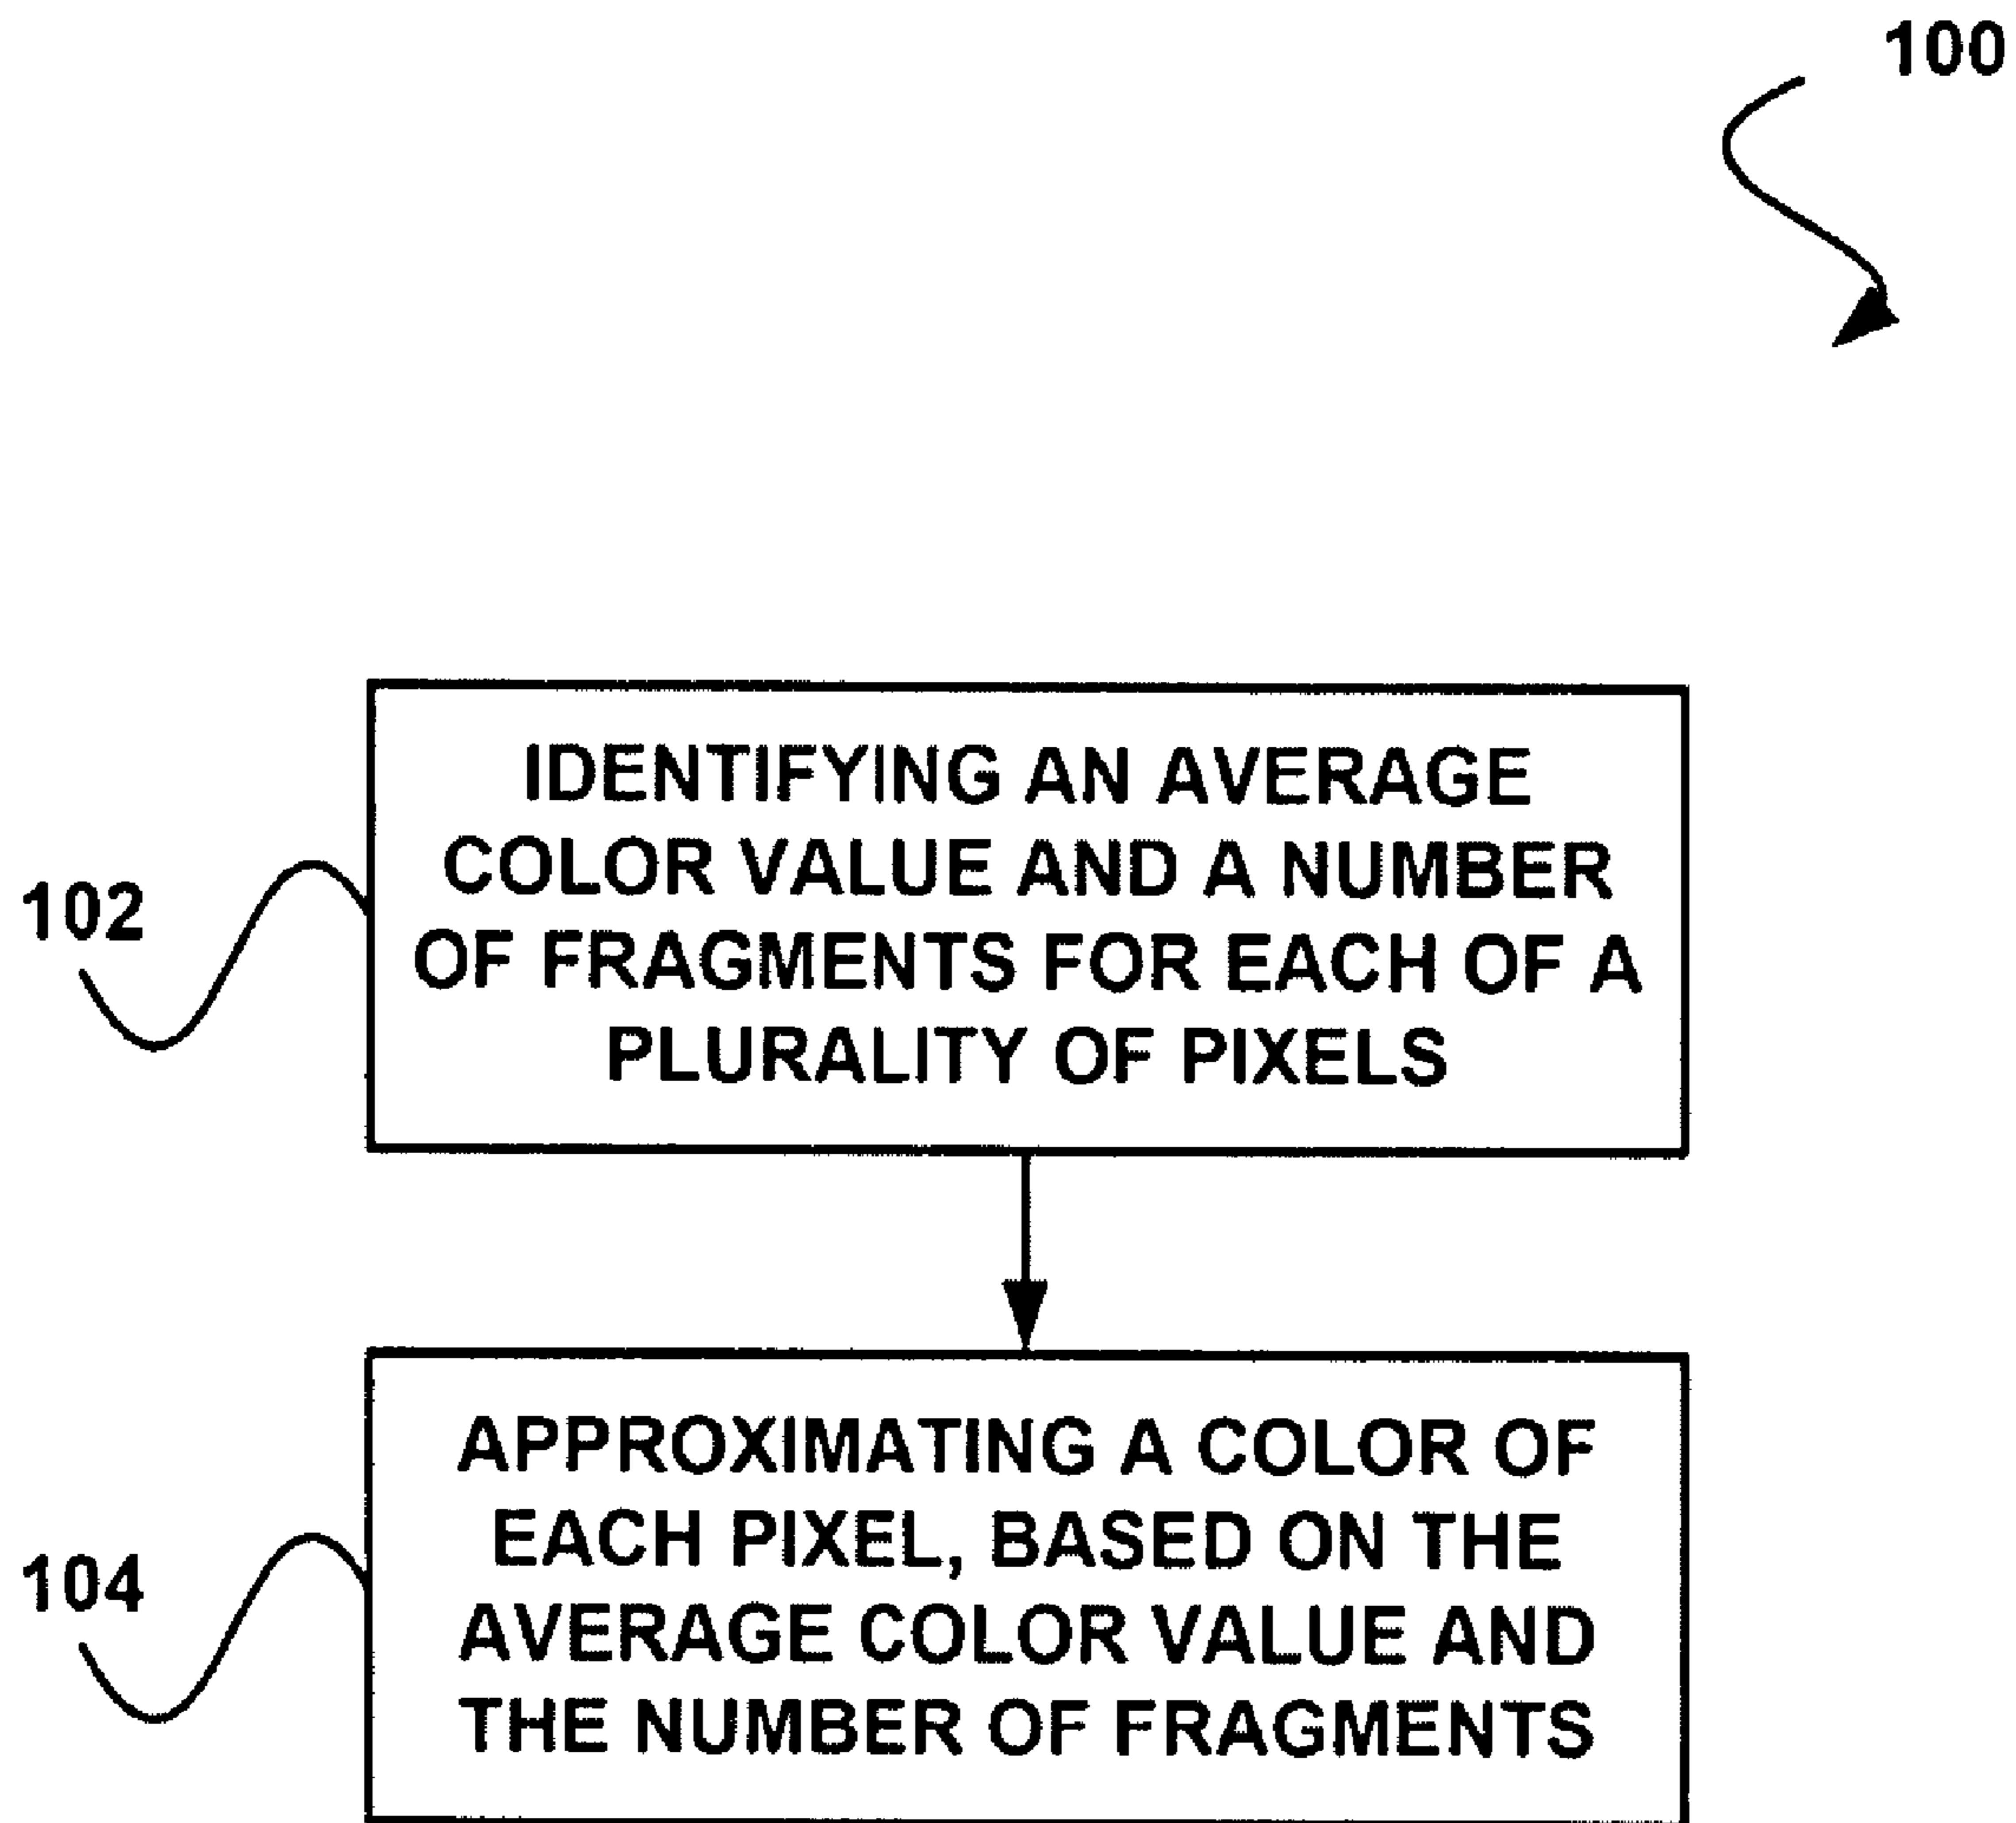 100
IDENTIFYING AN AVERAGE
COLOR VALUE AND A NUMBER
OF FRAGMENTS FOR EACH OF A
PLURALITY OF PIXELS
102
APPROXIMATING A COLOR OF
EACH PIXEL, BASED ON THE
AVERAGE COLOR VALUE AND
THE NUMBER OF FRAGMENTS
104